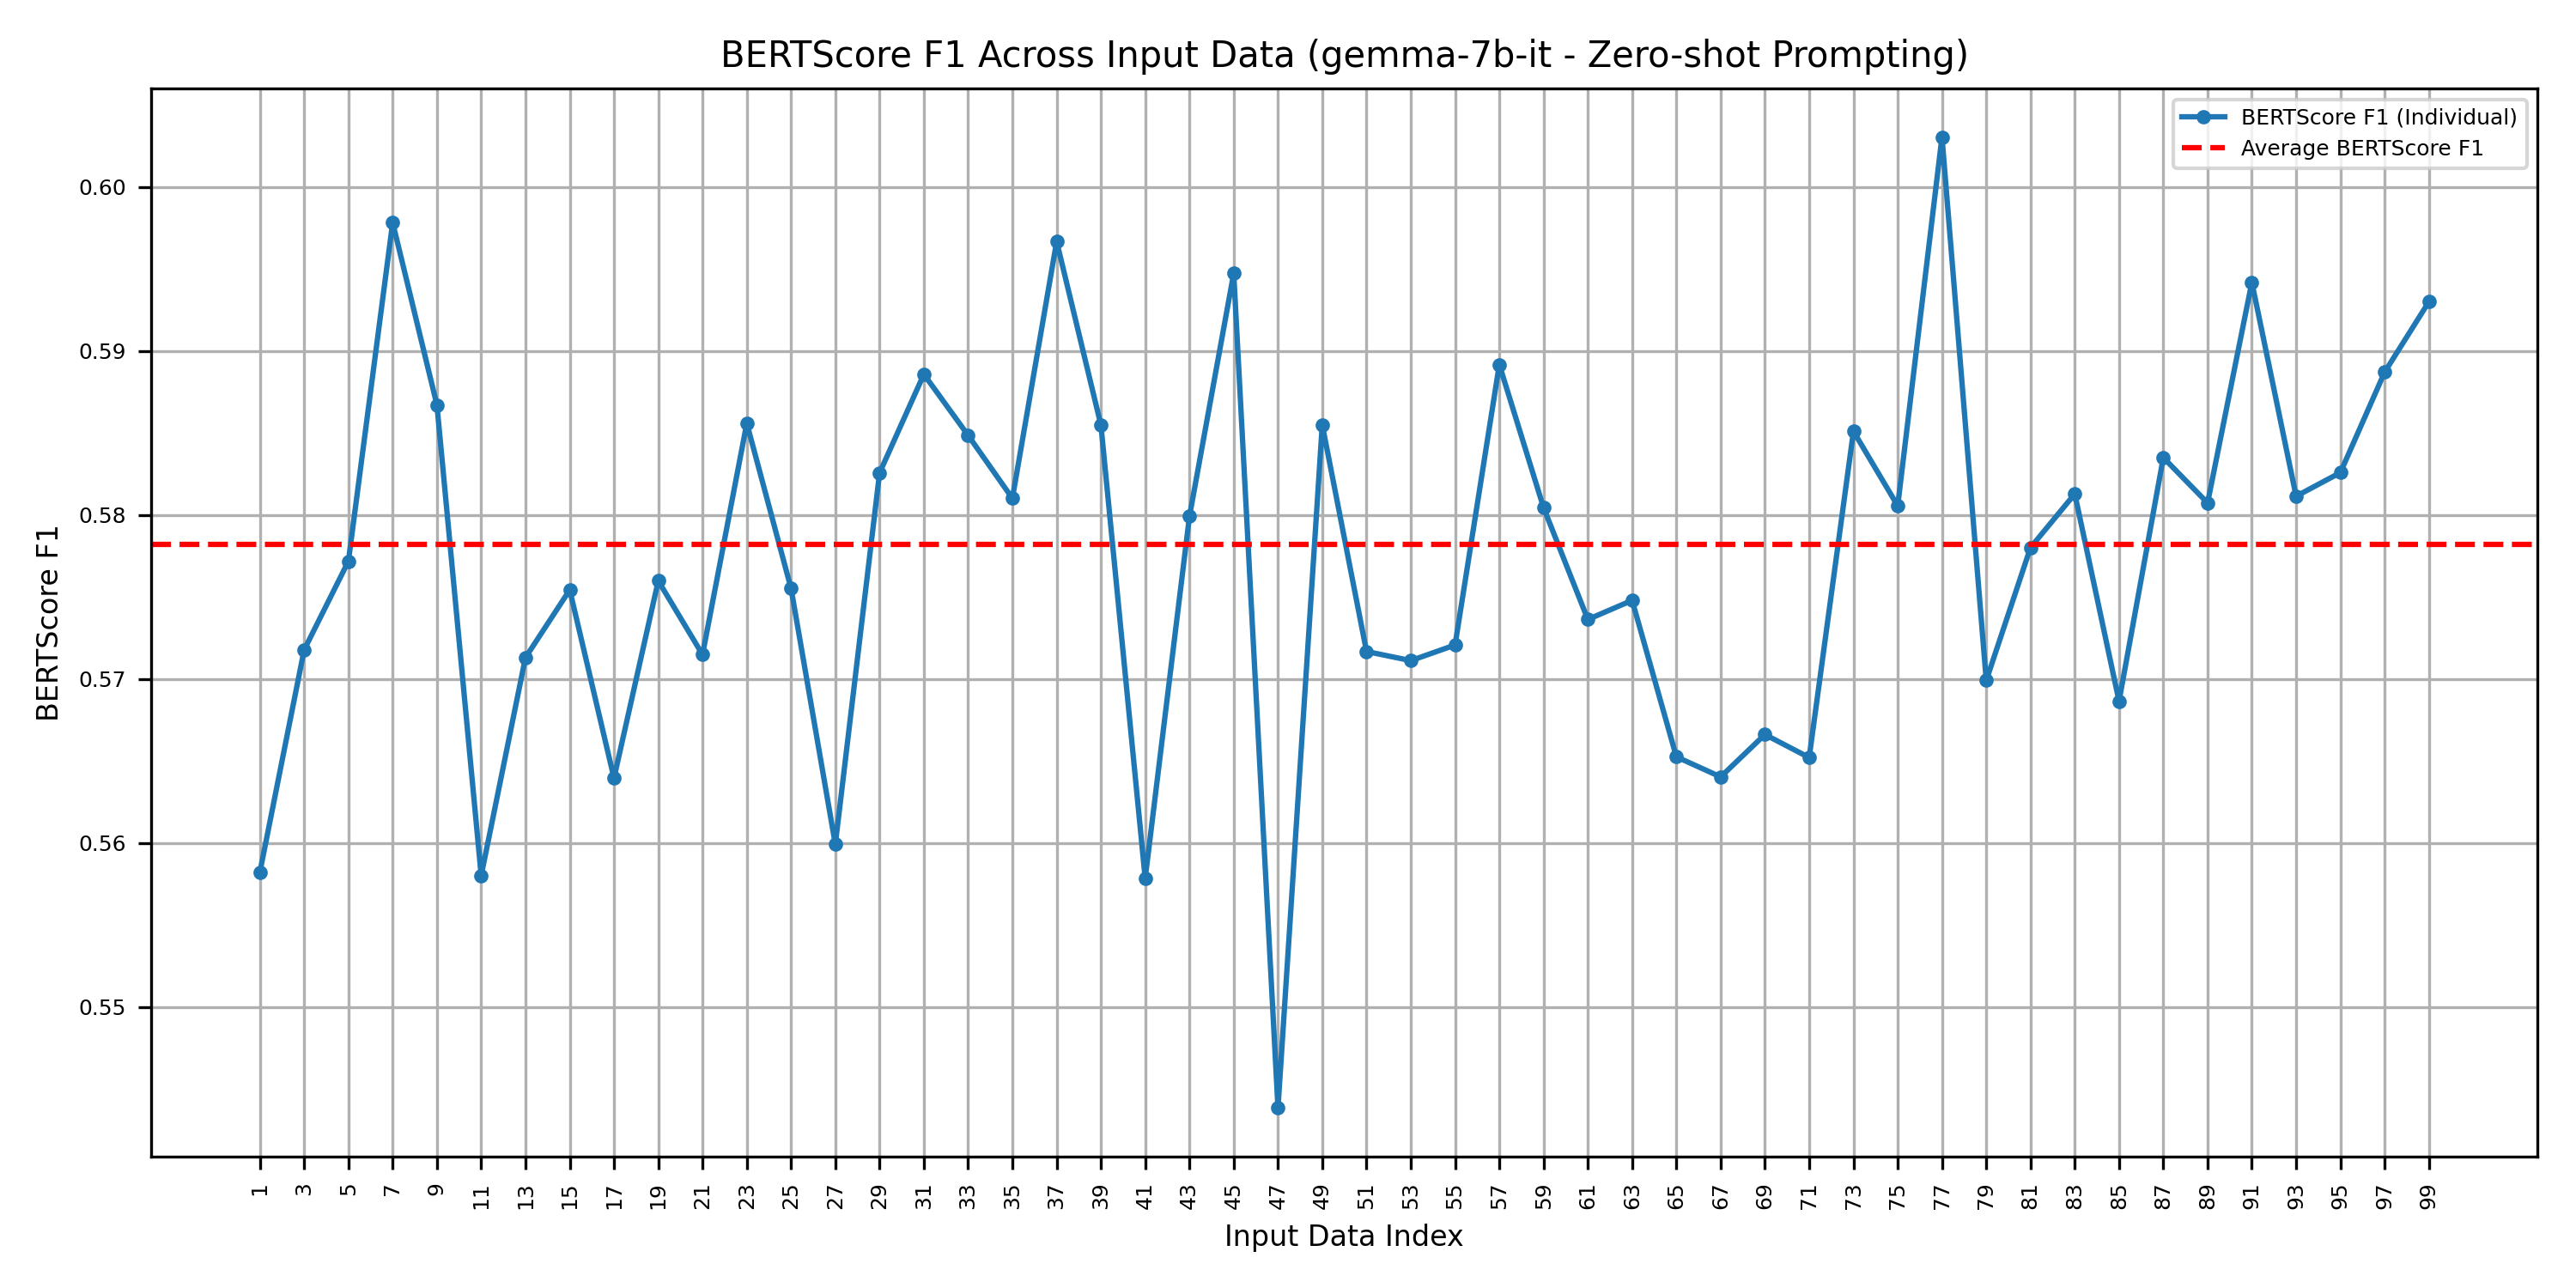 BERTScore F1 Across Input Data (gemma-7b-it - Zero-shot Prompting)
BERTScore F1 (Individual)
Average BERTScore F1
0.60
0.59
0.58
0.57
0.56
0.55
BERTScore F1
1 3 5 7 9 11 13 15 17 19 21 23 25 27 29 31 33 35 37 39 41 43 45 47 49 51 53 55 57 59 61 63 65 67 69 71 73 75 77 79 81 83 85 87 89 91 93 95 97 99
Input Data Index